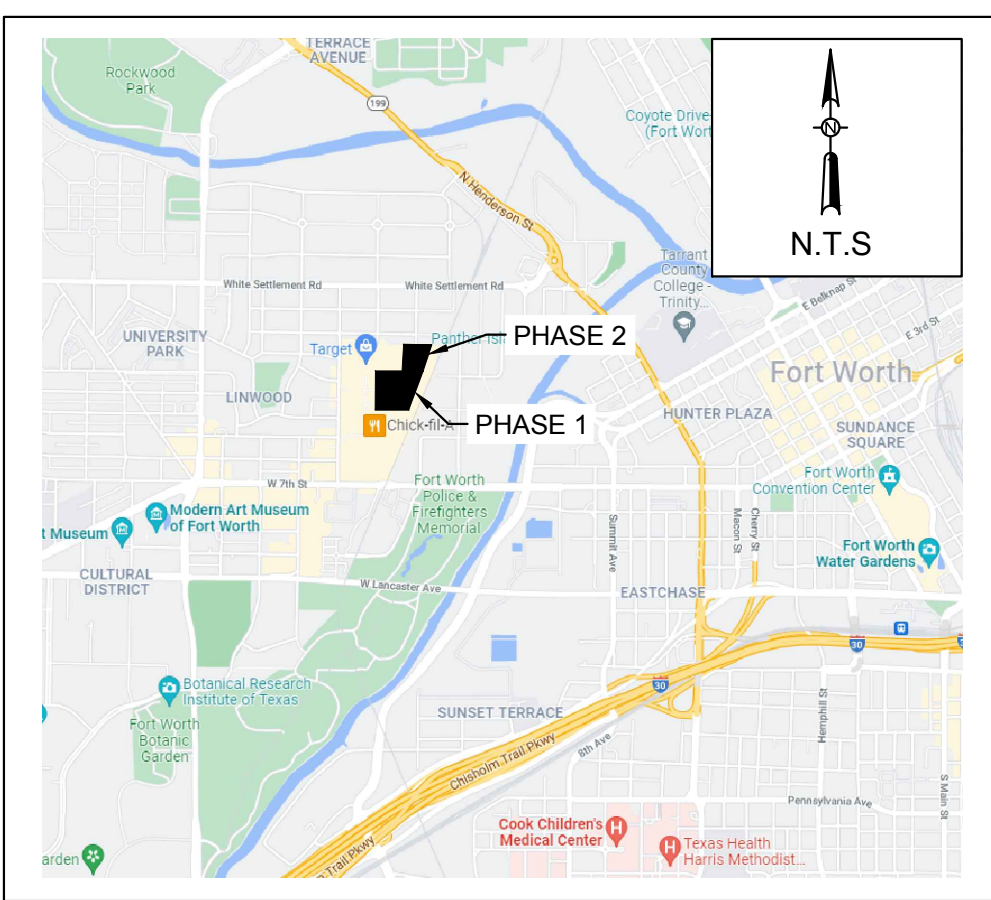 TERRACE
AVENUE
Rockwood
Park
199
Coyote Drive
(Fort Wort
N Henderson St
N
N.T.S
Tarrant
County
College -
Trinity...
White Settlement Rd
White Settlement Rd
E Belknap St
E 3rd St
UNIVERSITY
PARK
Target
Panther Isl
PHASE 2
Fort Worth
LINWOOD
PHASE 1
Chick-fil-A
HUNTER PLAZA
SUNDANCE
SQUARE
W 7th St
Fort Worth
Police &
Firefighters
Memorial
Fort Worth
Convention Center
Modern Art Museum
of Fort Worth
t Museum
Summit Ave
Macon St
Cherry St
Fort Worth
Water Gardens
CULTURAL
DISTRICT
W Lancaster Ave
EASTCHASE
30
30
Botanical Research
Institute of Texas
Fort Worth
Botanic
Garden
SUNSET TERRACE
8th Ave
Hemphill St
S Main St
Chisholm Trail Pkwy
Pennsylvania Ave
Cook Children's
Medical Center
H
H
Texas Health
Harris Methodist...
arden
Trail Pkwy